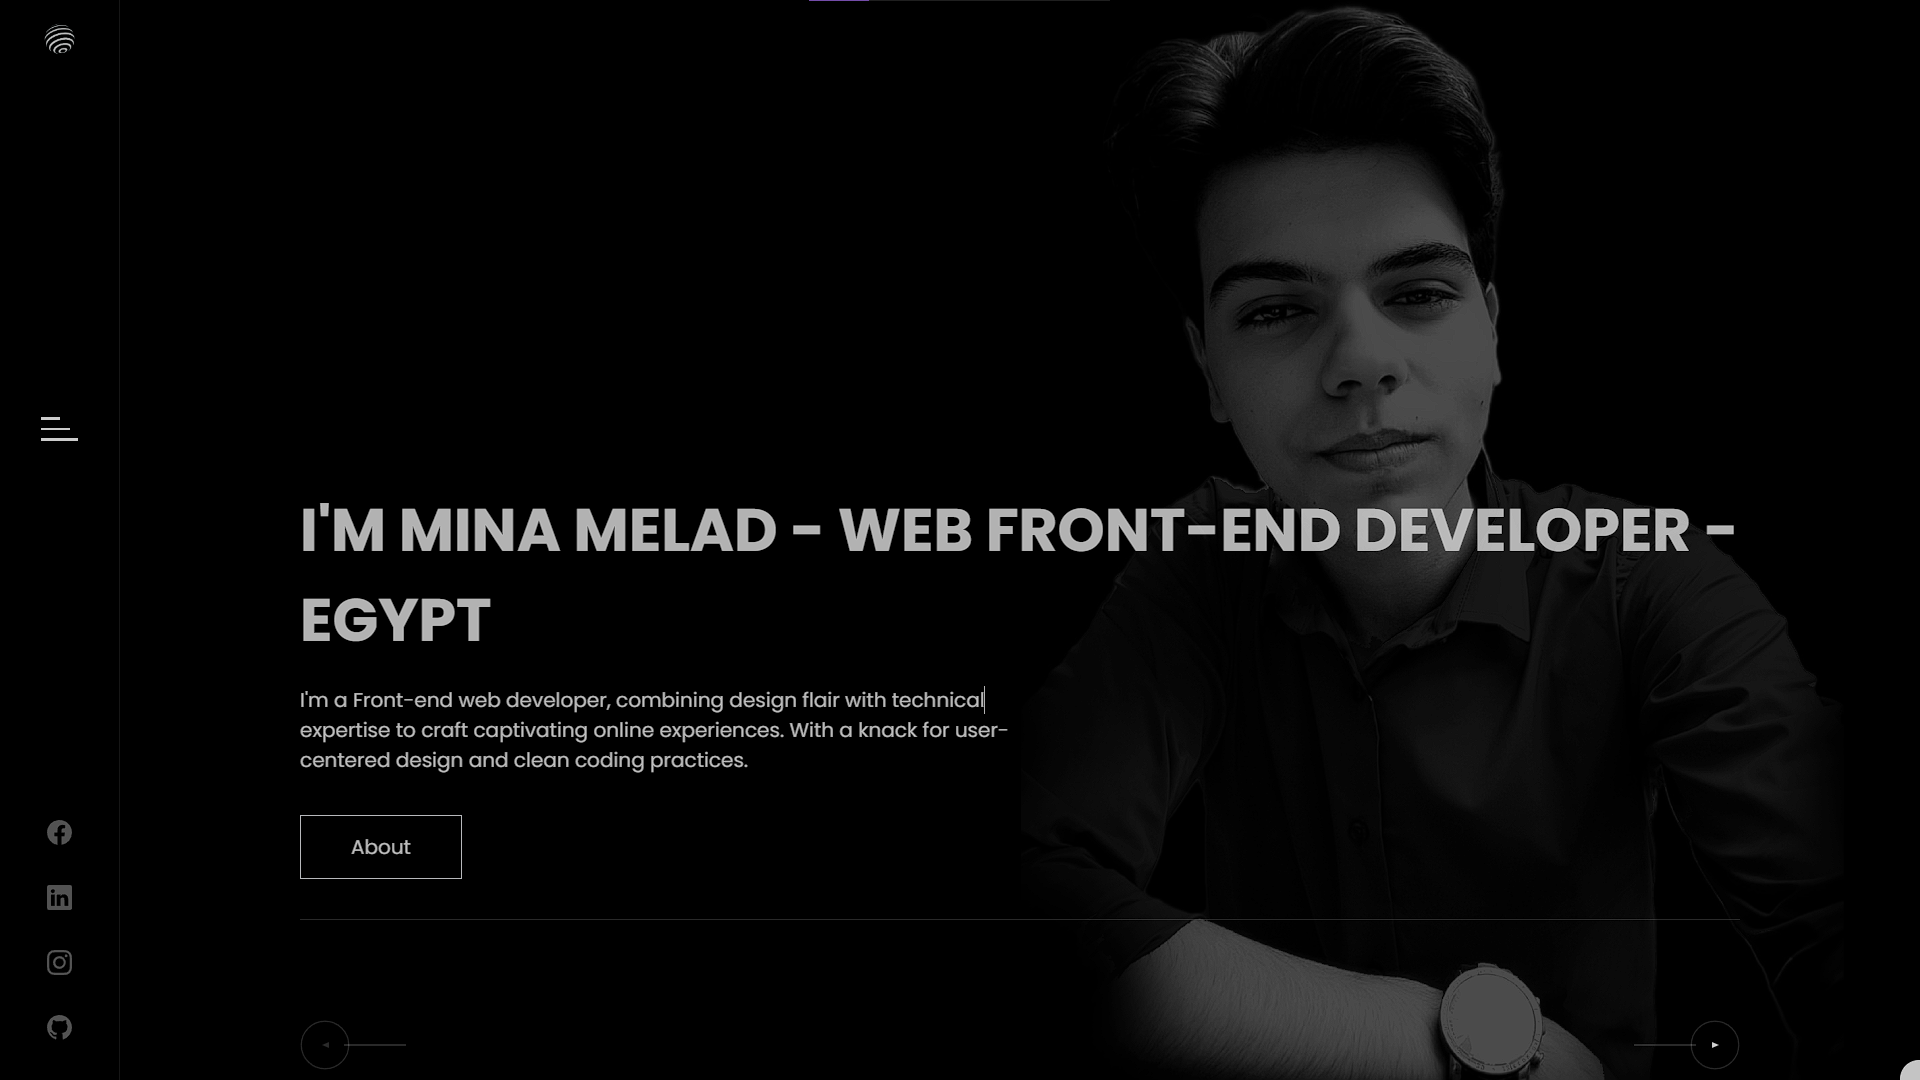 I'M MINA MELAD - WEB FRONT-END DEVELOPER -
EGYPT
I'm a Front-end web developer, combining design flair with technical
expertise to craft captivating online experiences. With a knack for user-
centered design and clean coding practices.
About